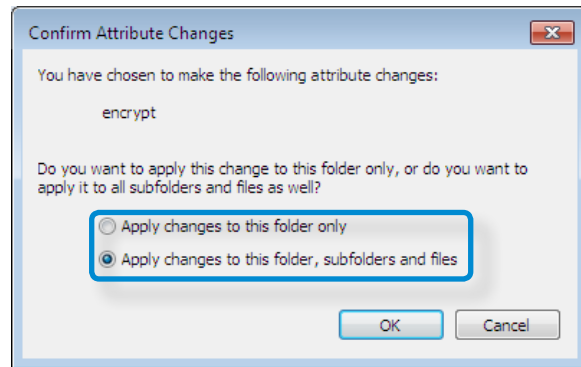 Confirm Attribute Changes
You have chosen to make the following attribute changes:
encrypt
Do you want to apply this change to this folder only, or do you want to
apply it to all subfolders and files as well?
Apply changes to this folder only
Apply changes to this folder, subfolders and files
OK Cancel